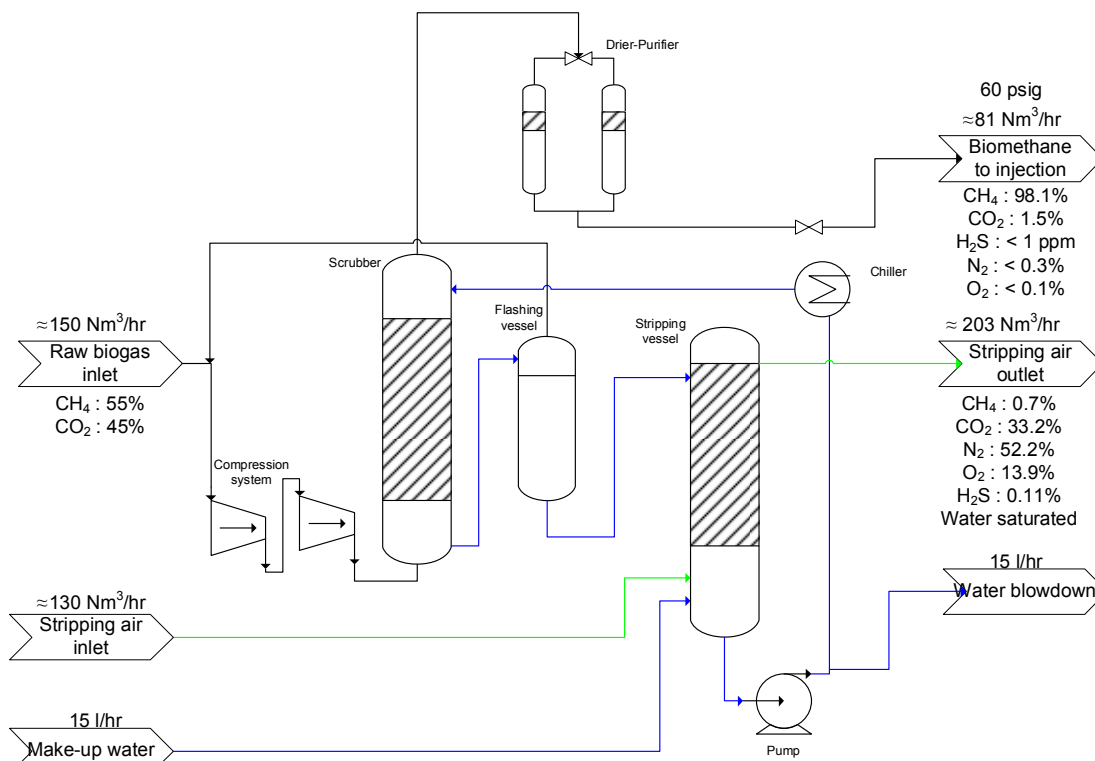 Drier-Purifier
60 psig
≈81 Nm³/hr
Biomethane
to injection
CH₄ : 98.1%
CO₂ : 1.5%
H₂S : < 1 ppm
N₂ : < 0.3%
O₂ : < 0.1%
Scrubber
Chiller
Flashing
vessel
Stripping
vessel
≈150 Nm³/hr
Raw biogas
inlet
CH₄ : 55%
CO₂ : 45%
≈ 203 Nm³/hr
Stripping air
outlet
CH₄ : 0.7%
CO₂ : 33.2%
N₂ : 52.2%
O₂ : 13.9%
H₂S : 0.11%
Water saturated
Compression
system
15 l/hr
Water blowdown
≈130 Nm³/hr
Stripping air
inlet
15 l/hr
Make-up water
Pump